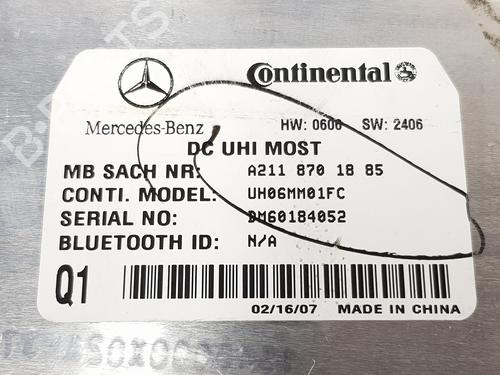 Continental
Mercedes-Benz
HW: 0606 SW: 2406
DC UHI MOST
MB SACH NR: A211 870 18 85
CONTI. MODEL: UH06MM01FC
SERIAL NO: DM60184052
BLUETOOTH ID: N/A
Q1
02/16/07 MADE IN CHINA